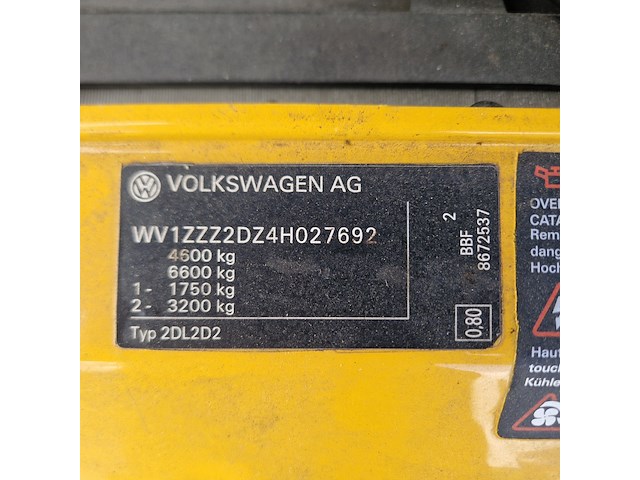 VOLKSWAGEN AG
WV1ZZZ2DZ4H027692
4600 kg
6600 kg
1 - 1750 kg
2 - 3200 kg
Typ 2DL2D2
2
BBF
8672537
0,80
OVE
CATA
Rem
drai
Hoch
Haut
touch
Kühle